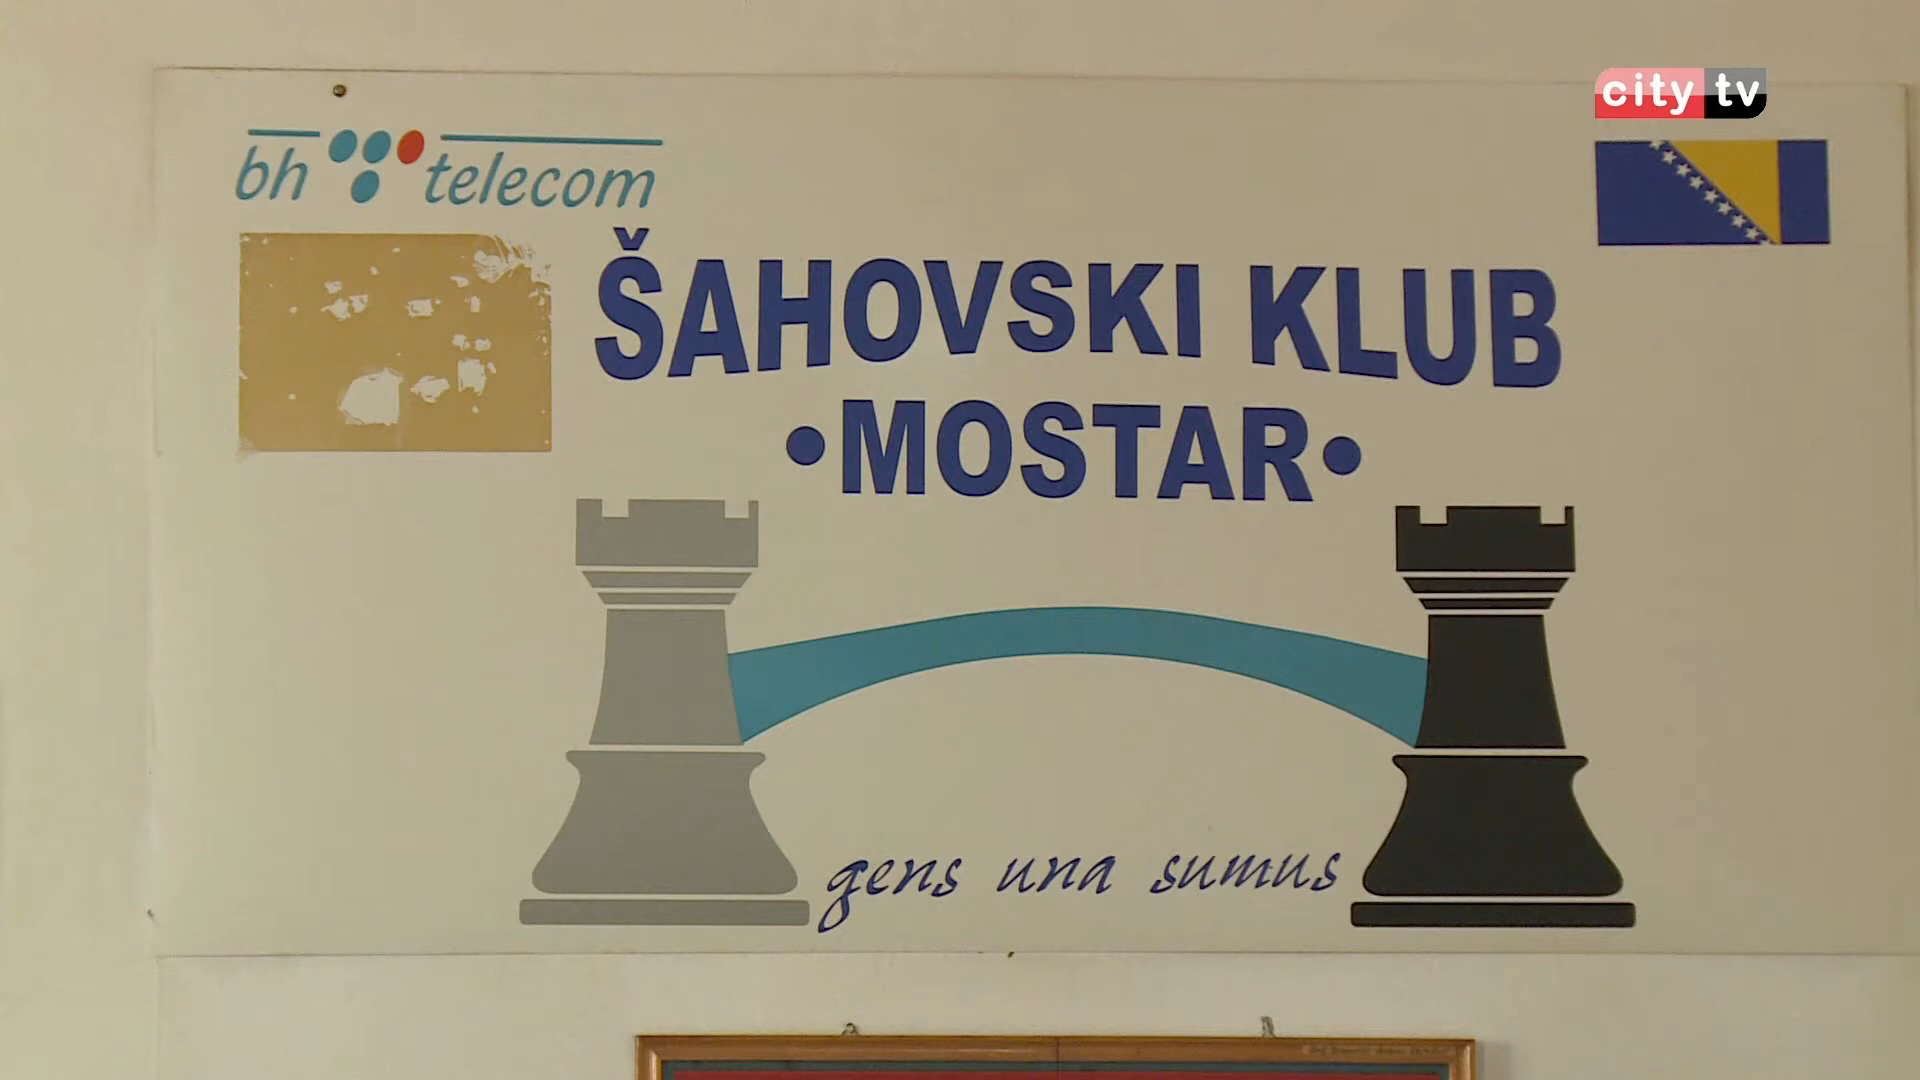 city tv
bh telecom
ŠAHOVSKI KLUB
•MOSTAR•
gens una sumus